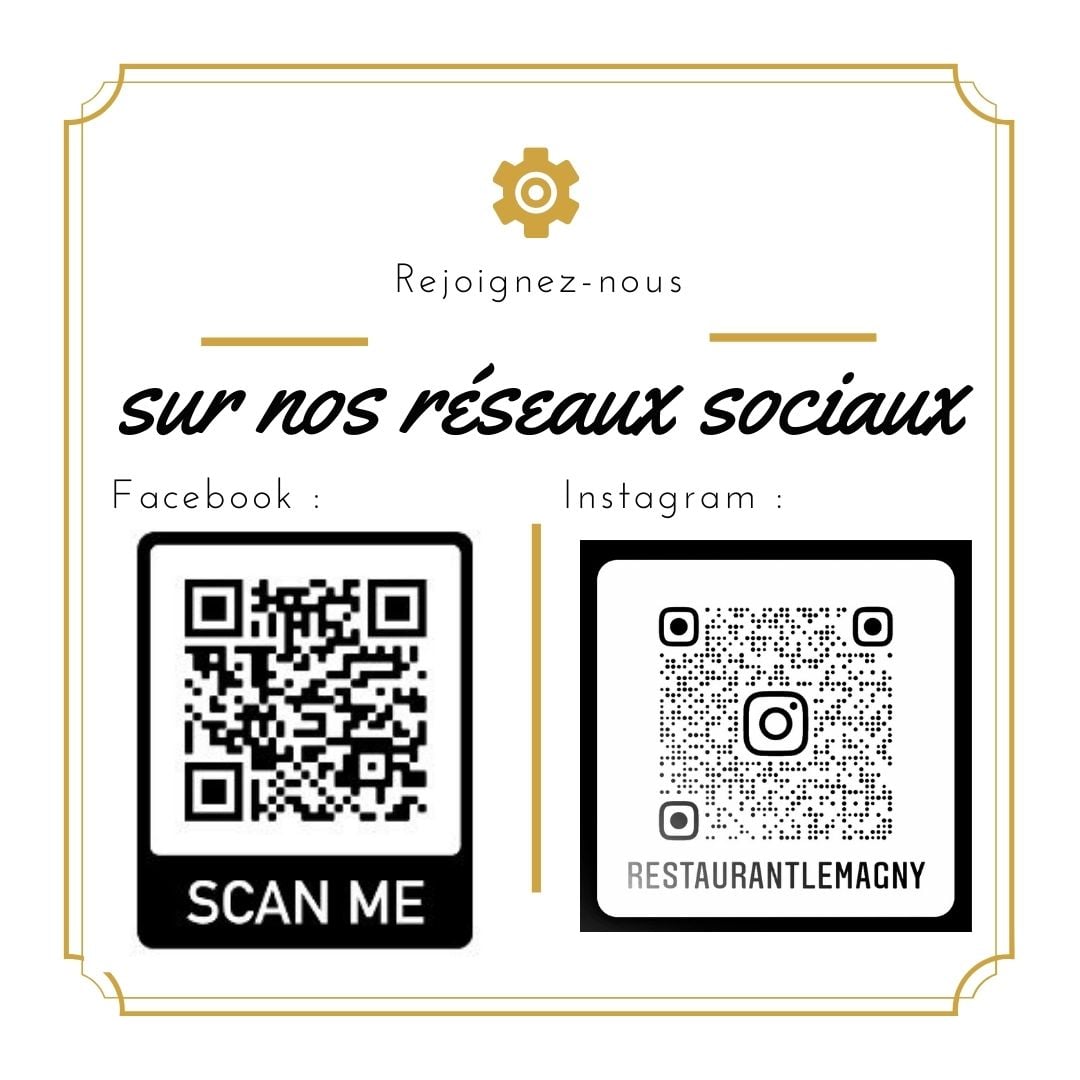 Rejoignez-nous
sur nos réseaux sociaux
Facebook :
Instagram :
SCAN ME
RESTAURANTLEMAGNY